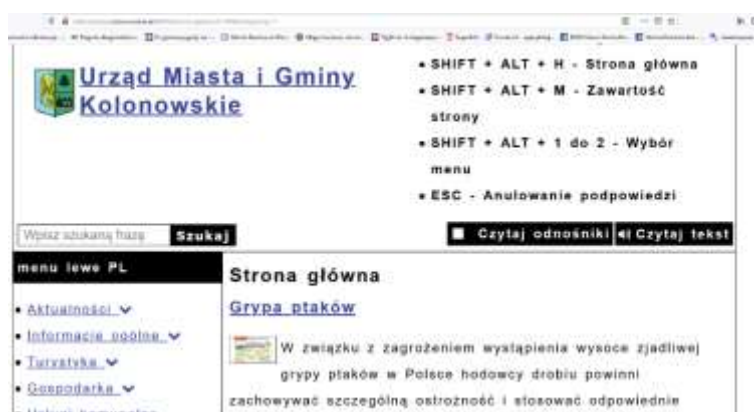 Urząd Miasta i Gminy
Kolonowskie
SHIFT + ALT + H - Strona główna
SHIFT + ALT + M - Zawartość
strony
SHIFT + ALT + 1 do 2 - Wybór
menu
ESC - Anulowanie podpowiedzi
Wpisz szukaną frazę Szukaj
Czytaj odnośniki Czytaj tekst
menu lewe PL
Aktualności
Informacje ogólne
Turystyka
Gospodarka
Strona główna
Grypa ptaków
W związku z zagrożeniem wystąpienia wysoce zjadliwej
grypy ptaków w Polsce hodowcy drobiu powinni
zachowywać szczególną ostrożność i stosować odpowiednie